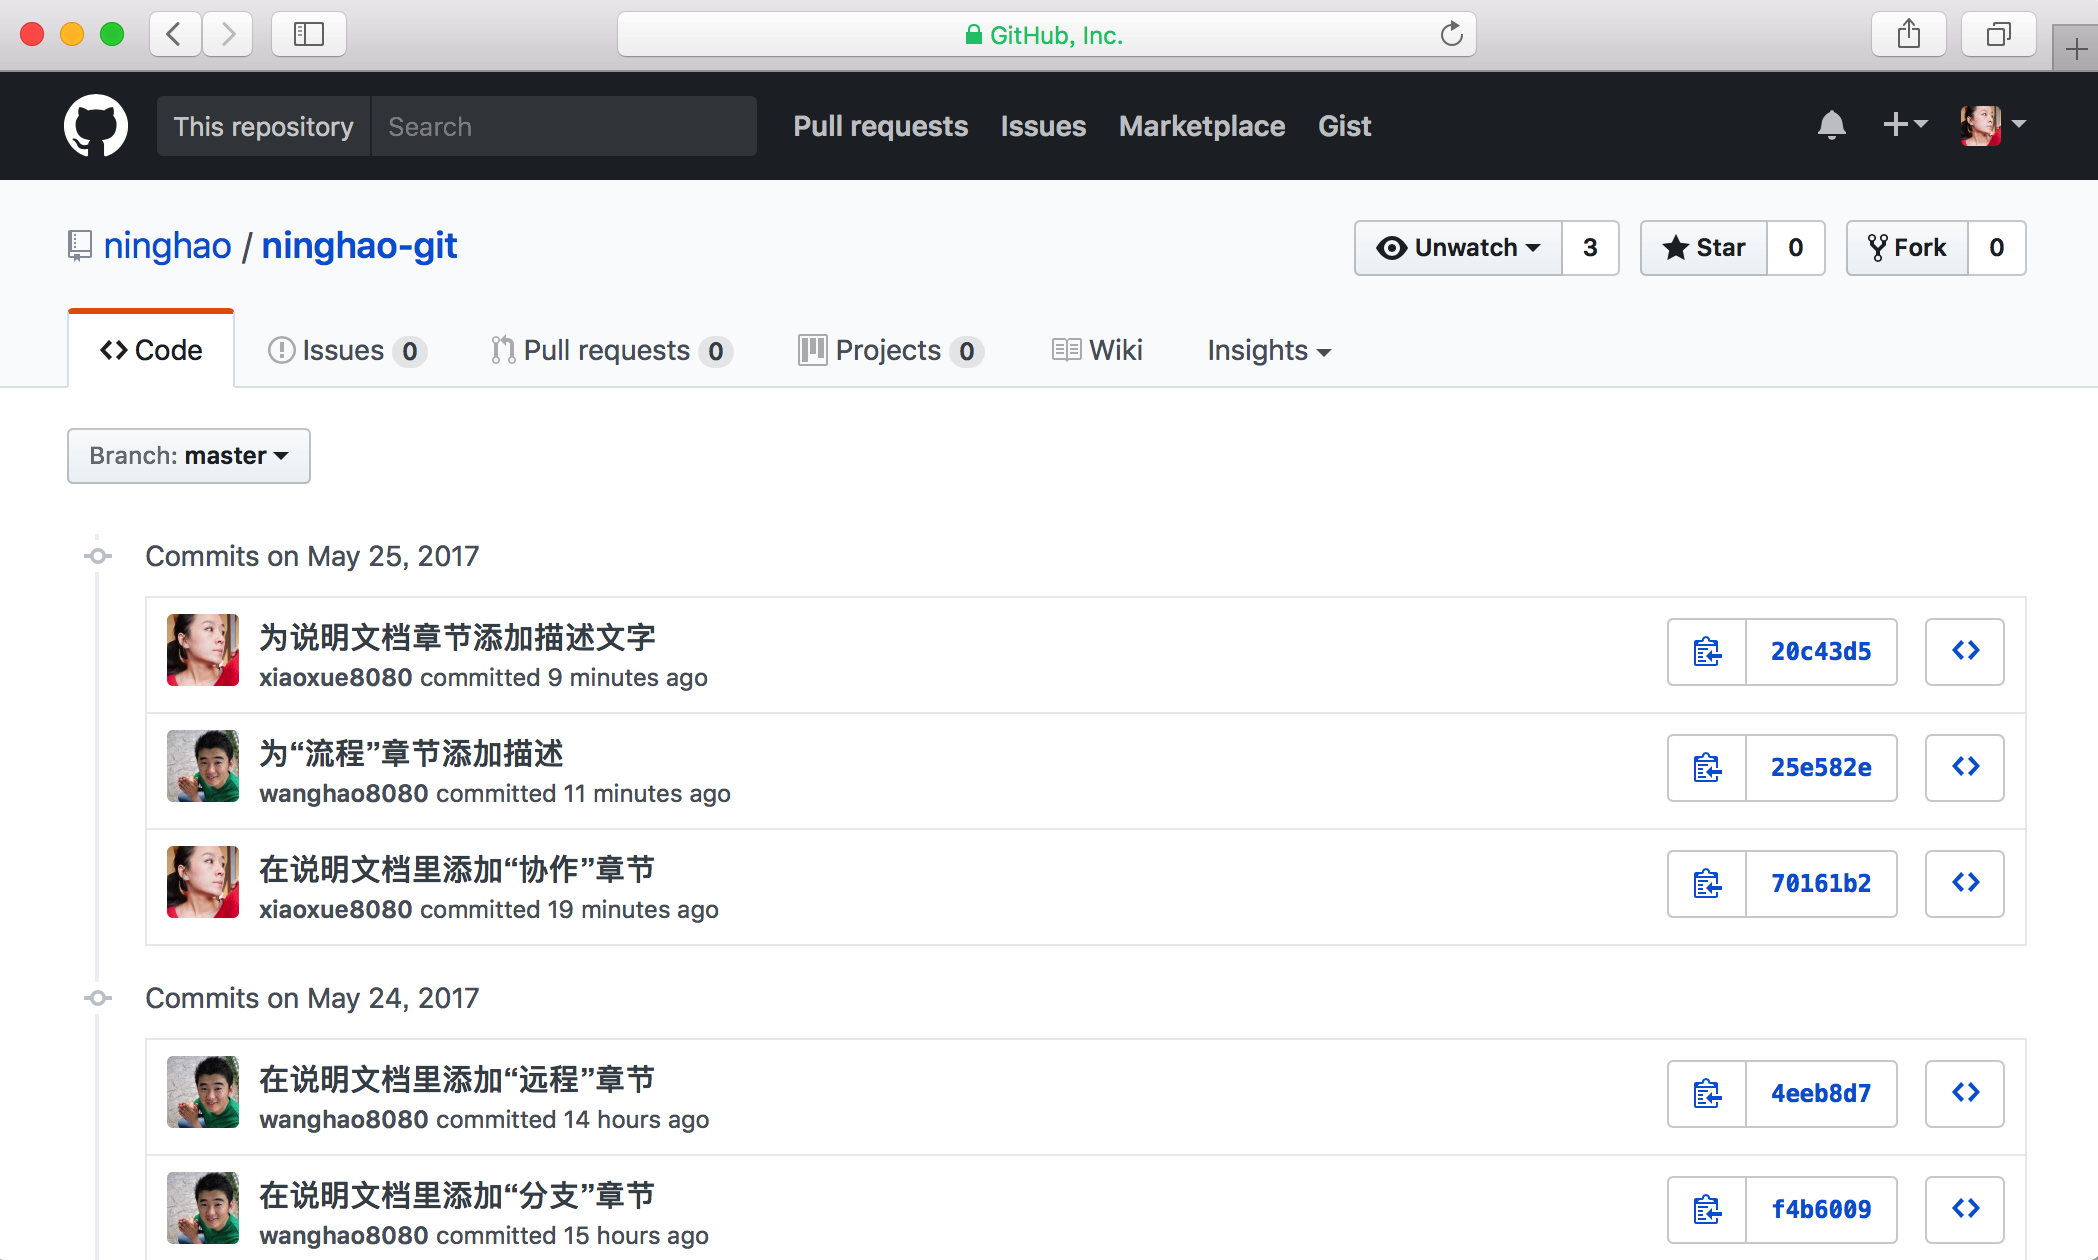 GitHub, Inc.
This repository Search Pull requests Issues Marketplace Gist
ninghao / ninghao-git Unwatch 3 Star 0 Fork 0
Code Issues 0 Pull requests 0 Projects 0 Wiki Insights
Branch: master
Commits on May 25, 2017
为说明文档章节添加描述文字
xiaoxue8080 committed 9 minutes ago
20c43d5
为“流程”章节添加描述
wanghao8080 committed 11 minutes ago
25e582e
在说明文档里添加“协作”章节
xiaoxue8080 committed 19 minutes ago
70161b2
Commits on May 24, 2017
在说明文档里添加“远程”章节
wanghao8080 committed 14 hours ago
4eeb8d7
在说明文档里添加“分支”章节
wanghao8080 committed 15 hours ago
f4b6009